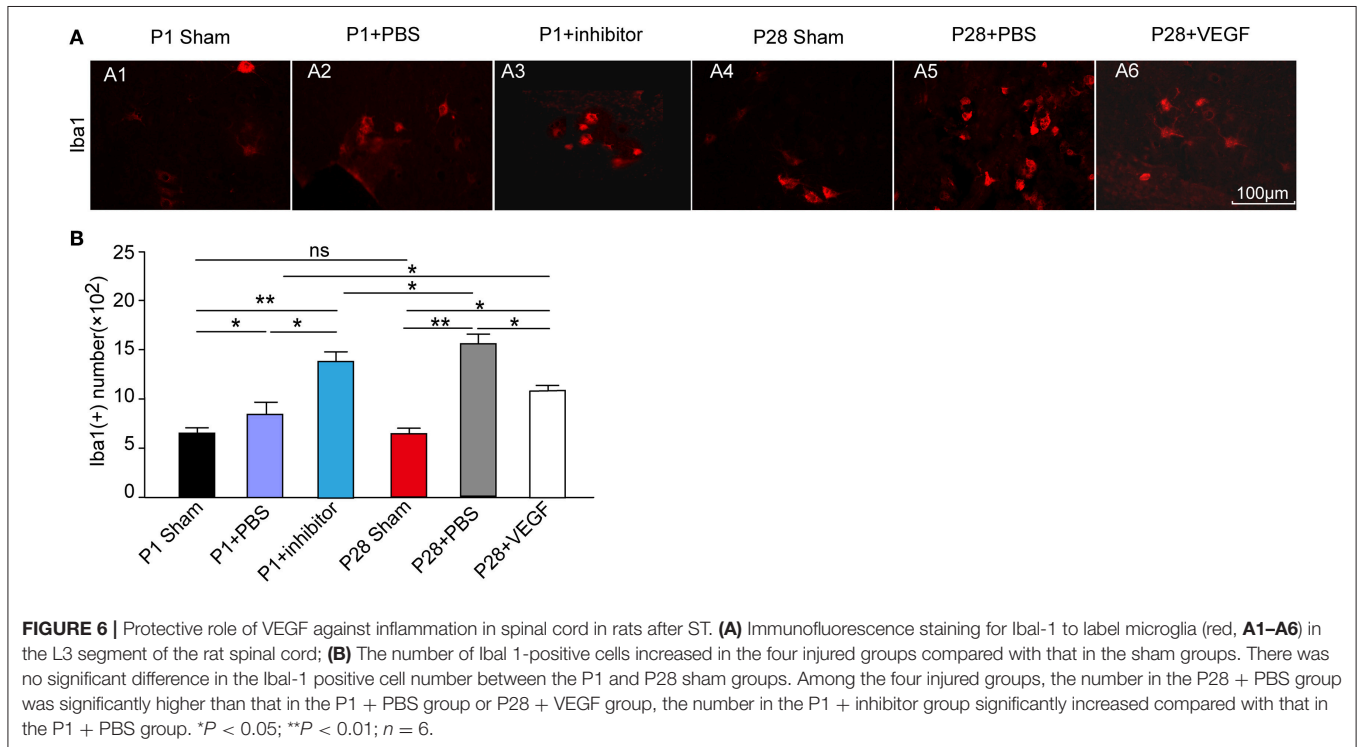 A
P1 Sham P1+PBS P1+inhibitor P28 Sham P28+PBS P28+VEGF
Iba1
A1 A2 A3 A4 A5 A6
100μm
B
Iba1(+) number(×10²)
25
20
15
10
5
0
ns
*
*
** *
* * ** *
P1 Sham P1+PBS P1+inhibitor P28 Sham P28+PBS P28+VEGF
FIGURE 6 | Protective role of VEGF against inflammation in spinal cord in rats after ST. (A) Immunofluorescence staining for Ibal-1 to label microglia (red, A1–A6) in
the L3 segment of the rat spinal cord; (B) The number of Ibal 1-positive cells increased in the four injured groups compared with that in the sham groups. There was
no significant difference in the Ibal-1 positive cell number between the P1 and P28 sham groups. Among the four injured groups, the number in the P28 + PBS group
was significantly higher than that in the P1 + PBS group or P28 + VEGF group, the number in the P1 + inhibitor group significantly increased compared with that in
the P1 + PBS group. *P < 0.05; **P < 0.01; n = 6.